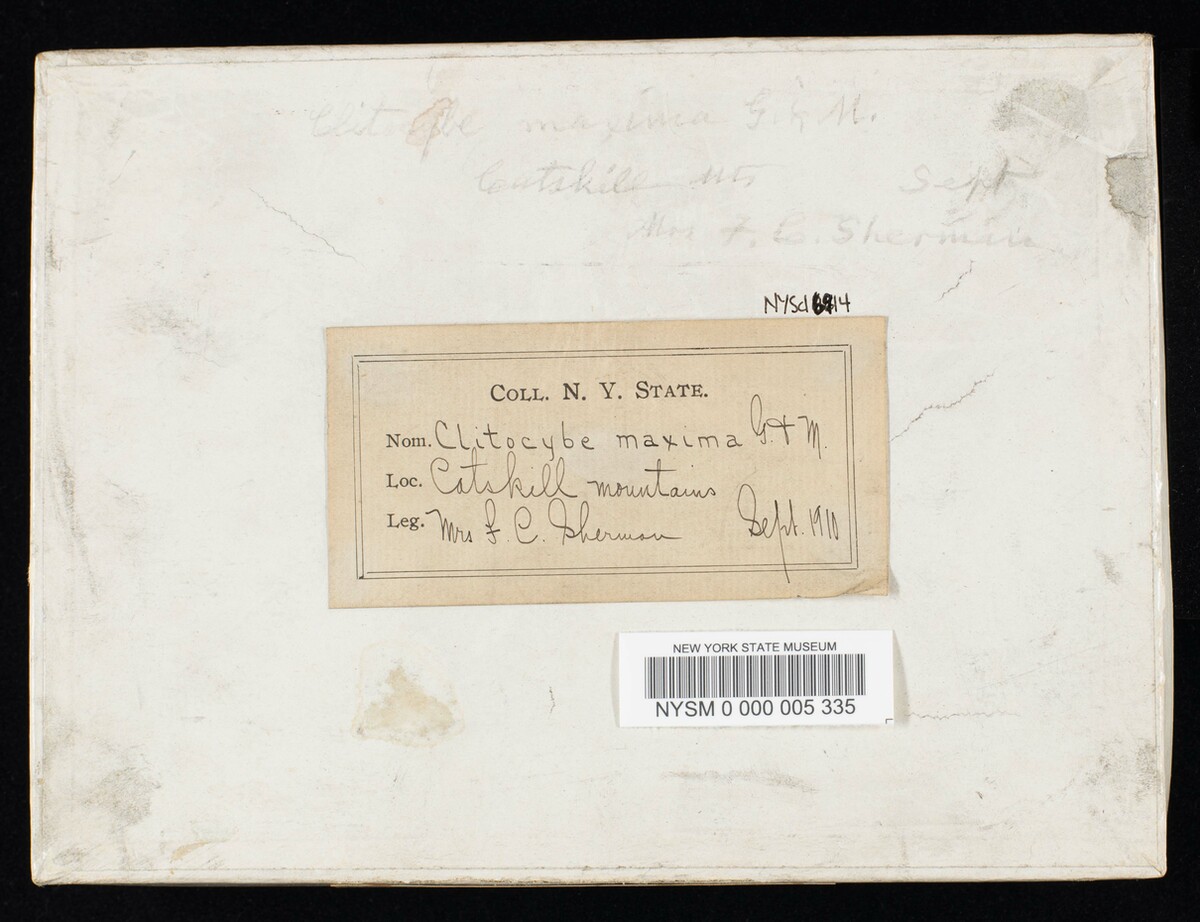 Clitocybe maxima G. & M.
Catskill Mts Sept
Mrs F. C. Sherman
COLL. N. Y. STATE.
Nom. Clitocybe maxima G. & M.
Loc. Catskill mountains
Leg. Mrs F. C. Sherman Sept. 1910
NEW YORK STATE MUSEUM
NYSM 0 000 005 335